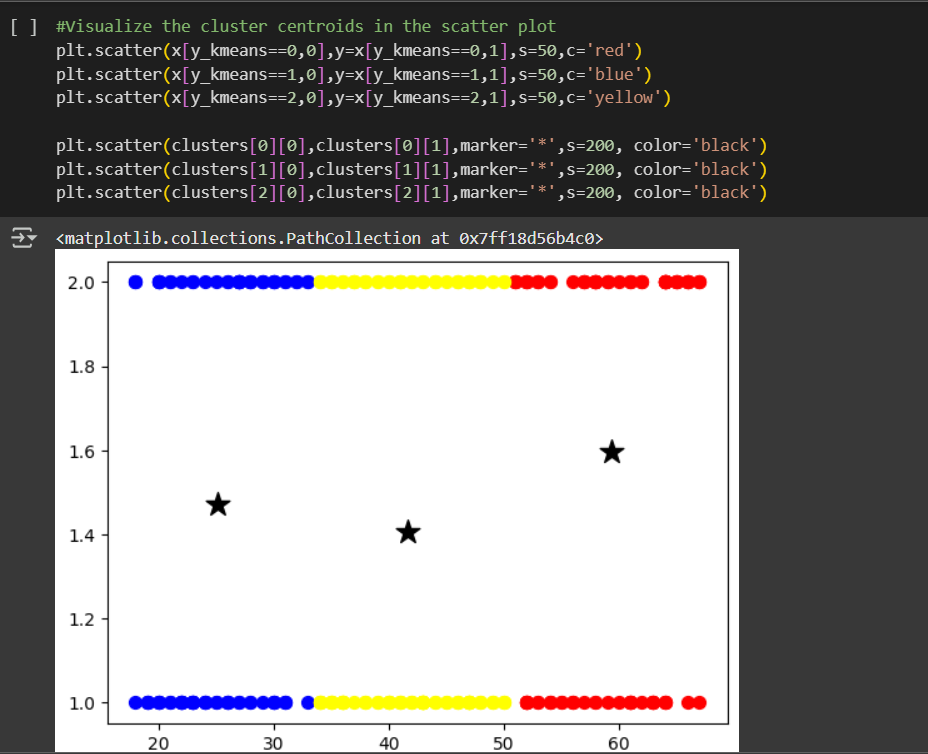 [ ] #Visualize the cluster centroids in the scatter plot
plt.scatter(x[y_kmeans==0,0],y=x[y_kmeans==0,1],s=50,c='red')
plt.scatter(x[y_kmeans==1,0],y=x[y_kmeans==1,1],s=50,c='blue')
plt.scatter(x[y_kmeans==2,0],y=x[y_kmeans==2,1],s=50,c='yellow')
plt.scatter(clusters[0][0],clusters[0][1],marker='*',s=200, color='black')
plt.scatter(clusters[1][0],clusters[1][1],marker='*',s=200, color='black')
plt.scatter(clusters[2][0],clusters[2][1],marker='*',s=200, color='black')
<matplotlib.collections.PathCollection at 0x7ff18d56b4c0>
2.0
1.8
1.6
1.4
1.2
1.0
20 30 40 50 60